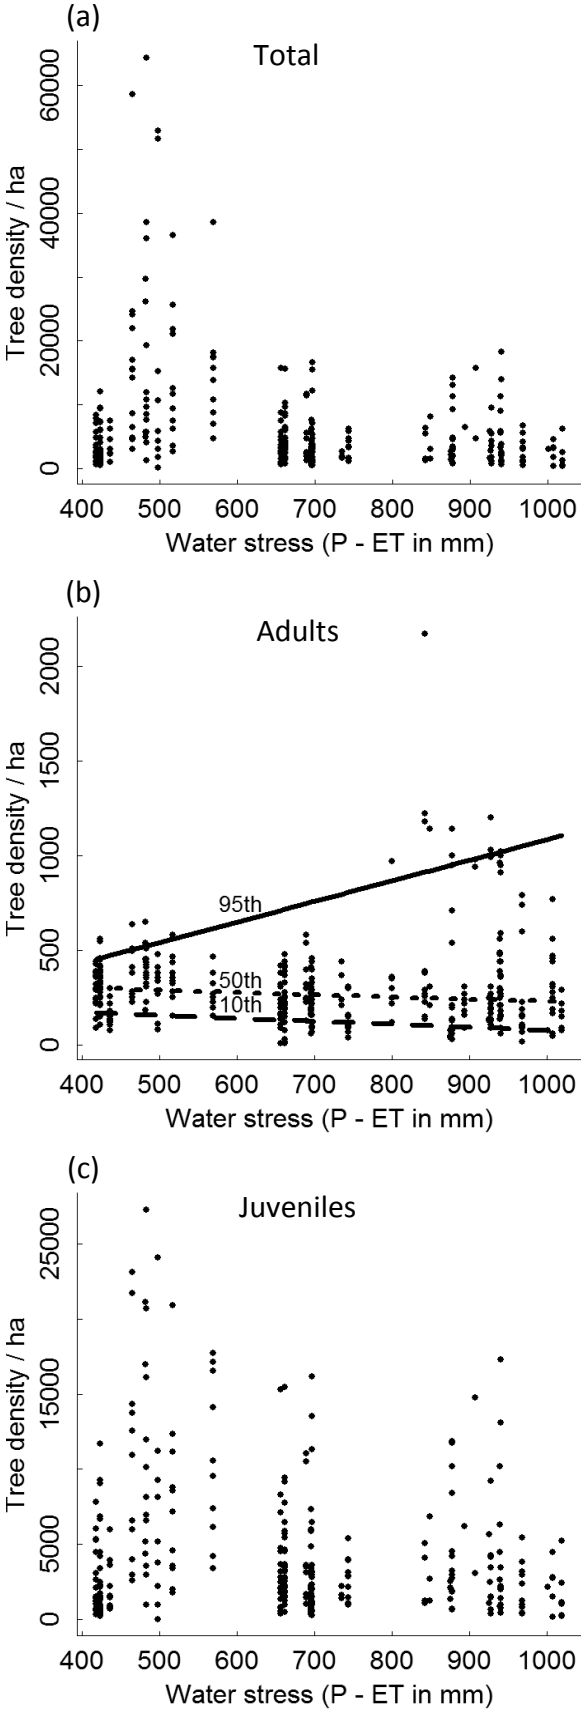 (a)
Total
Tree density / ha
60000
40000
20000
0
400 500 600 700 800 900 1000
Water stress (P - ET in mm)
(b)
Adults
Tree density / ha
2000
1500
1000
500
0
95th
50th
10th
400 500 600 700 800 900 1000
Water stress (P - ET in mm)
(c)
Juveniles
Tree density / ha
25000
15000
5000
0
400 500 600 700 800 900 1000
Water stress (P - ET in mm)